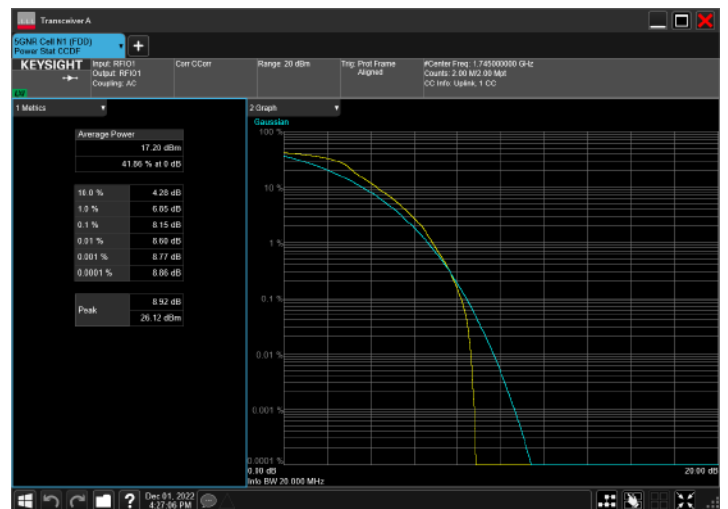 Transceiver A
5GNR Cell N1 (FDD)
Power Stat CCDF
KEYSIGHT
Input: RFIO1
Output: RFIO1
Coupling: AC
Corr CCorr
Range: 20 dBm
Trig: Prot Frame
Aligned
#Center Freq: 1.745000000 GHz
Counts: 2.00 M/2.00 Mpt
CC Info: Uplink, 1 CC
1 Metrics
Average Power
17.20 dBm
41.86 % at 0 dB
10.0 % 4.28 dB
1.0 % 6.85 dB
0.1 % 8.15 dB
0.01 % 8.60 dB
0.001 % 8.77 dB
0.0001 % 8.86 dB
Peak
8.92 dB
26.12 dBm
2 Graph
Gaussian
100 %
10 %
1 %
0.1 %
0.01 %
0.001 %
0.0001 %
0.00 dB
20.00 dB
Info BW 20.000 MHz
?
Dec 01, 2022
4:27:06 PM